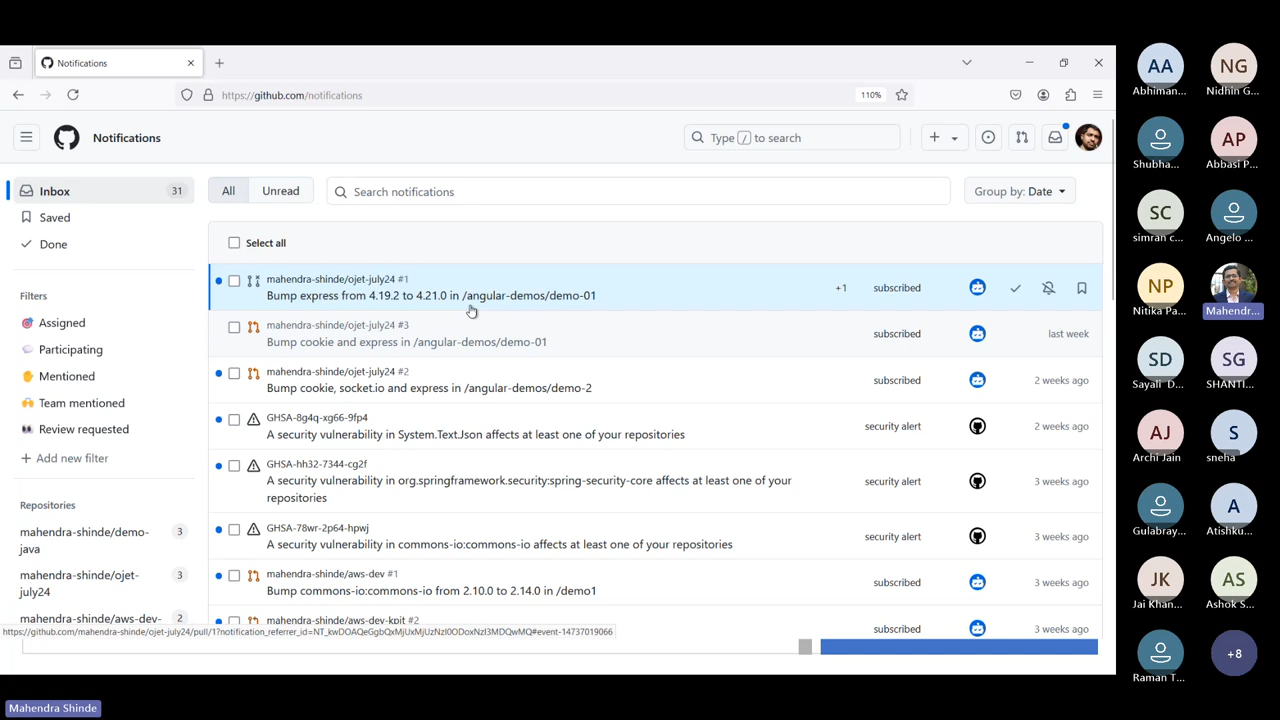 Notifications
https://github.com/notifications
110%
Notifications
Type / to search
Inbox 31
Saved
Done
Filters
Assigned
Participating
Mentioned
Team mentioned
Review requested
Add new filter
Repositories
mahendra-shinde/demo-
java
3
mahendra-shinde/ojet-
july24
3
mahendra-shinde/aws-dev-
2
All
Unread
Search notifications
Group by: Date
Select all
mahendra-shinde/ojet-july24 #1
Bump express from 4.19.2 to 4.21.0 in /angular-demos/demo-01
+1
subscribed
mahendra-shinde/ojet-july24 #3
Bump cookie and express in /angular-demos/demo-01
subscribed
last week
mahendra-shinde/ojet-july24 #2
Bump cookie, socket.io and express in /angular-demos/demo-2
subscribed
2 weeks ago
GHSA-8g4q-xg66-9fp4
A security vulnerability in System.Text.Json affects at least one of your repositories
security alert
2 weeks ago
GHSA-hh32-7344-cg2f
A security vulnerability in org.springframework.security:spring-security-core affects at least one of your
repositories
security alert
3 weeks ago
GHSA-78wr-2p64-hpwj
A security vulnerability in commons-io:commons-io affects at least one of your repositories
security alert
3 weeks ago
mahendra-shinde/aws-dev #1
Bump commons-io:commons-io from 2.10.0 to 2.14.0 in /demo1
subscribed
3 weeks ago
mahendra-shinde/aws-dev-kpit #2
subscribed
3 weeks ago
AA
Abhiman...
NG
Nidhin G...
Shubha...
AP
Abbasi P...
SC
simran c...
Angelo ...
NP
Nitika Pa...
Mahendr...
SD
Sayali D...
SG
SHANTI...
AJ
Archi Jain
S
sneha
Gulabray...
A
Atishku...
JK
Jai Khan...
AS
Ashok S...
Raman T...
+8
Mahendra Shinde